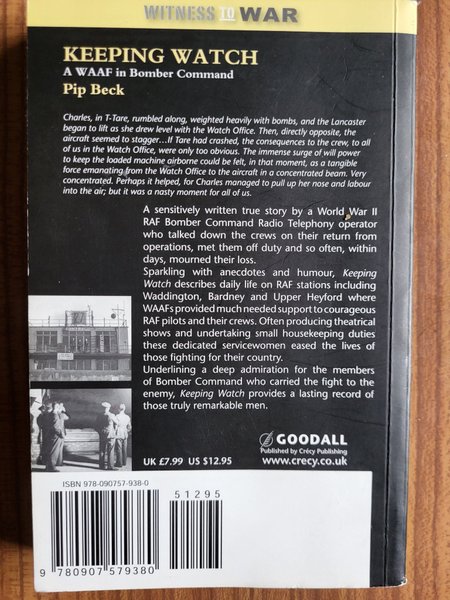 WITNESS TO WAR
KEEPING WATCH
A WAAF in Bomber Command
Pip Beck
Charles, in T-Tare, rumbled along, weighted heavily with bombs, and the Lancaster
began to lift as she drew level with the Watch Office. Then, directly opposite, the
aircraft seemed to stagger...If Tare had crashed, the consequences to the crew, to all
of us in the Watch Office, were only too obvious. The immense surge of will power
to keep the loaded machine airborne could be felt, in that moment, as a tangible
force emanating from the Watch Office to the aircraft in a concentrated beam. Very
concentrated. Perhaps it helped, for Charles managed to pull up her nose and labour
into the air; but it was a nasty moment for all of us.
A sensitively written true story by a World War II
RAF Bomber Command Radio Telephony operator
who talked down the crews on their return from
operations, met them off duty and so often, within
days, mourned their loss.
Sparkling with anecdotes and humour, Keeping
Watch describes daily life on RAF stations including
Waddington, Bardney and Upper Heyford where
WAAFs provided much needed support to courageous
RAF pilots and their crews. Often producing theatrical
shows and undertaking small housekeeping duties
these dedicated servicewomen eased the lives of
those fighting for their country.
Underlining a deep admiration for the members
of Bomber Command who carried the fight to the
enemy, Keeping Watch provides a lasting record of
those truly remarkable men.
GOODALL
Published by Crécy Publishing
UK £7.99 US $12.95
www.crecy.co.uk
ISBN 978-090757-938-0
51295
9 780907 579380